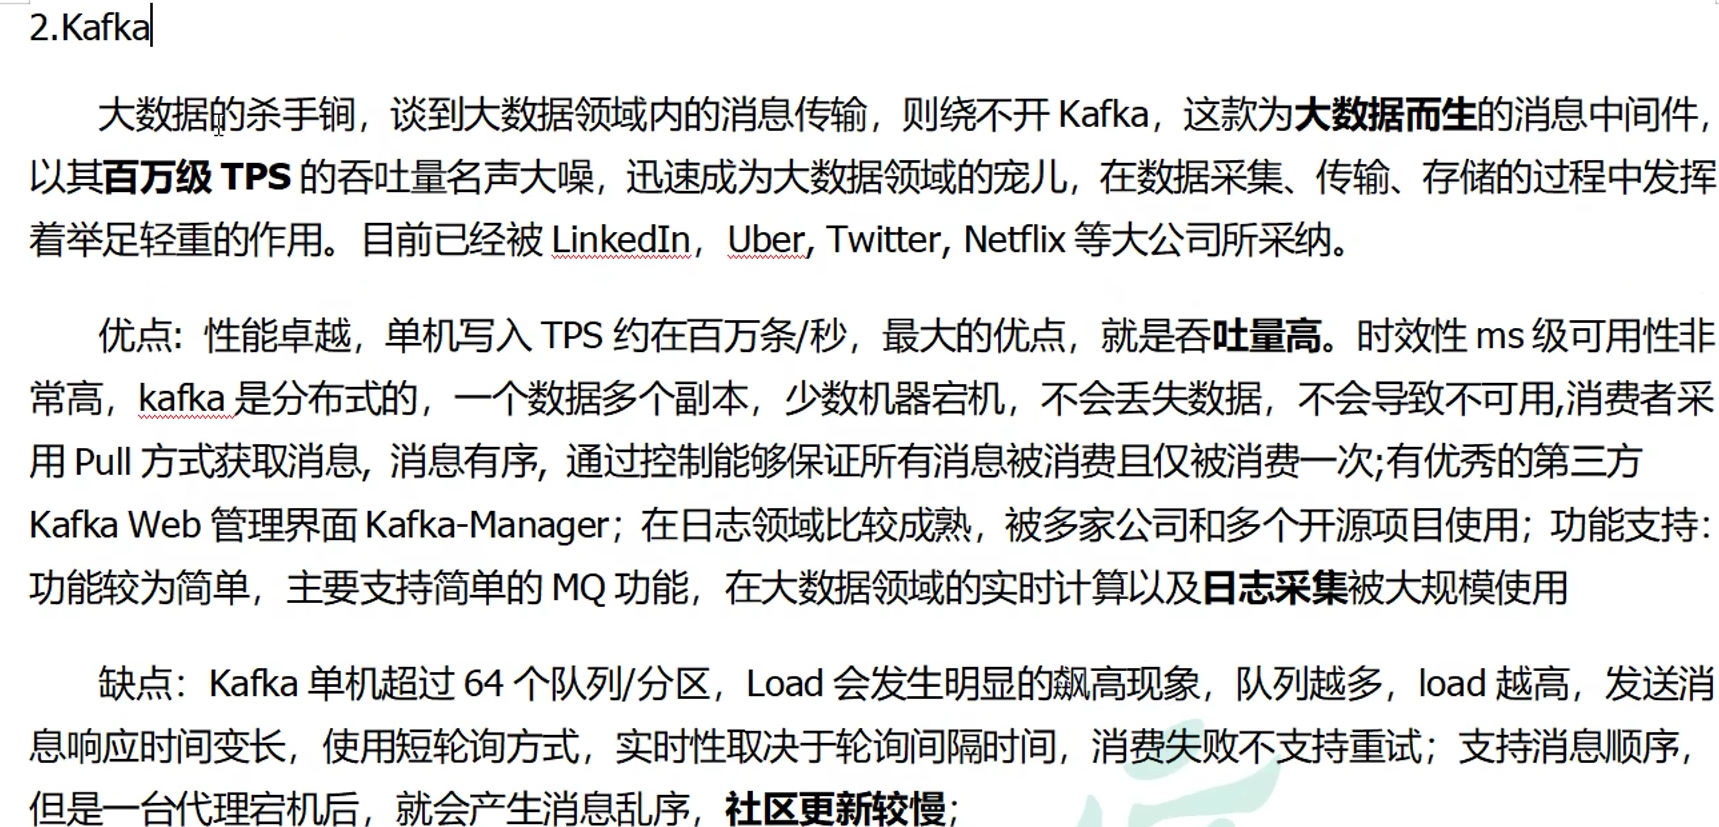 2.Kafka
大数据的杀手锏，谈到大数据领域内的消息传输，则绕不开 Kafka，这款为大数据而生的消息中间件，
以其百万级 TPS 的吞吐量名声大噪，迅速成为大数据领域的宠儿，在数据采集、传输、存储的过程中发挥
着举足轻重的作用。目前已经被 LinkedIn，Uber, Twitter, Netflix 等大公司所采纳。
优点: 性能卓越，单机写入 TPS 约在百万条/秒，最大的优点，就是吞吐量高。时效性 ms 级可用性非
常高，kafka 是分布式的，一个数据多个副本，少数机器宕机，不会丢失数据，不会导致不可用,消费者采
用 Pull 方式获取消息, 消息有序, 通过控制能够保证所有消息被消费且仅被消费一次;有优秀的第三方
Kafka Web 管理界面 Kafka-Manager；在日志领域比较成熟，被多家公司和多个开源项目使用；功能支持：
功能较为简单，主要支持简单的 MQ 功能，在大数据领域的实时计算以及日志采集被大规模使用
缺点：Kafka 单机超过 64 个队列/分区，Load 会发生明显的飙高现象，队列越多，load 越高，发送消
息响应时间变长，使用短轮询方式，实时性取决于轮询间隔时间，消费失败不支持重试；支持消息顺序，
但是一台代理宕机后，就会产生消息乱序，社区更新较慢；